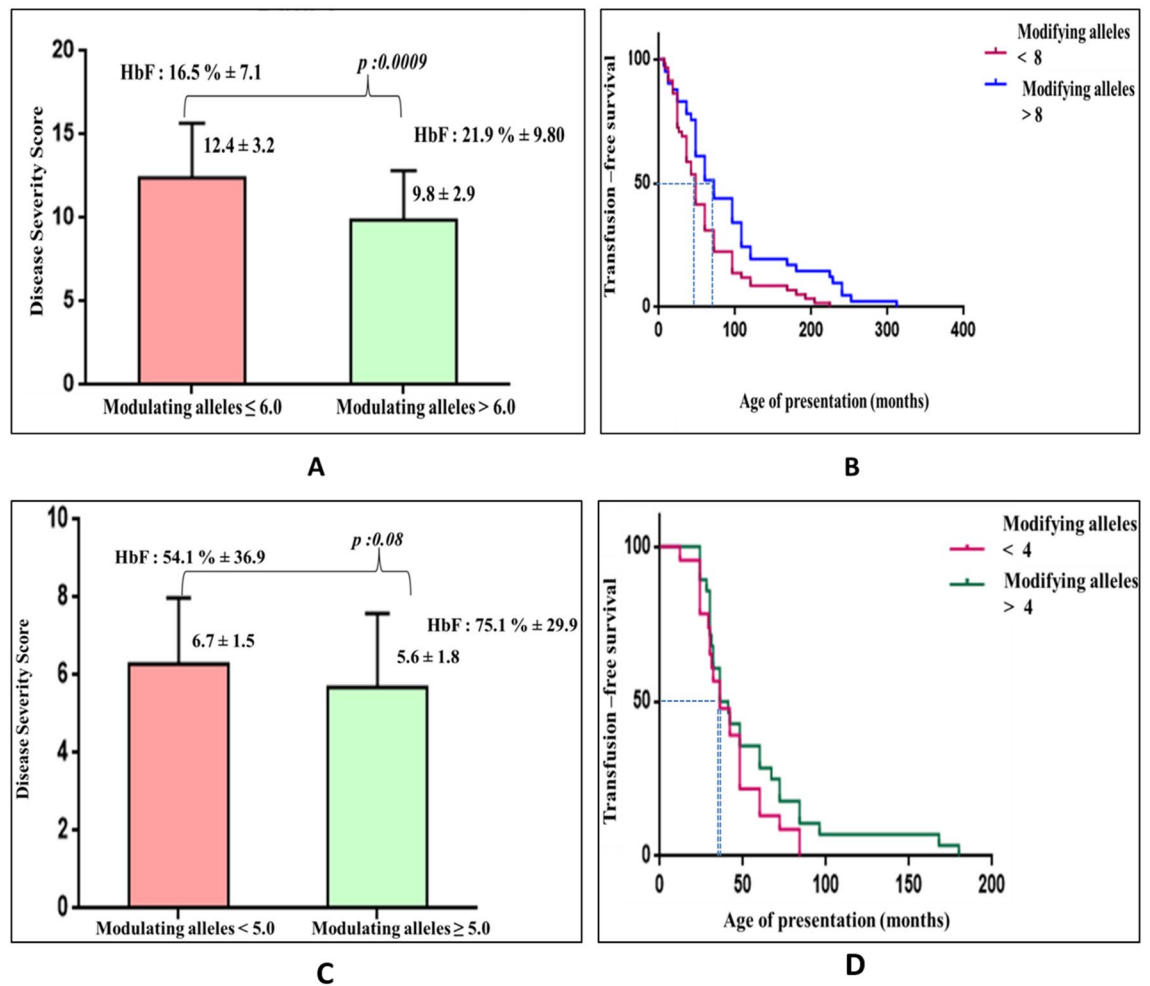 20
15
10
5
0
Disease Severity Score
HbF : 16.5 % ± 7.1
p :0.0009
HbF : 21.9 % ± 9.80
12.4 ± 3.2
9.8 ± 2.9
Modulating alleles ≤ 6.0
Modulating alleles > 6.0
A
Modifying alleles
< 8
Modifying alleles
> 8
100
50
0
Transfusion –free survival
0 100 200 300 400
Age of presentation (months)
B
10
8
6
4
2
0
Disease Severity Score
HbF : 54.1 % ± 36.9
p :0.08
HbF : 75.1 % ± 29.9
6.7 ± 1.5
5.6 ± 1.8
Modulating alleles < 5.0
Modulating alleles ≥ 5.0
C
Modifying alleles
< 4
Modifying alleles
> 4
100
50
0
Transfusion –free survival
0 50 100 150 200
Age of presentation (months)
D